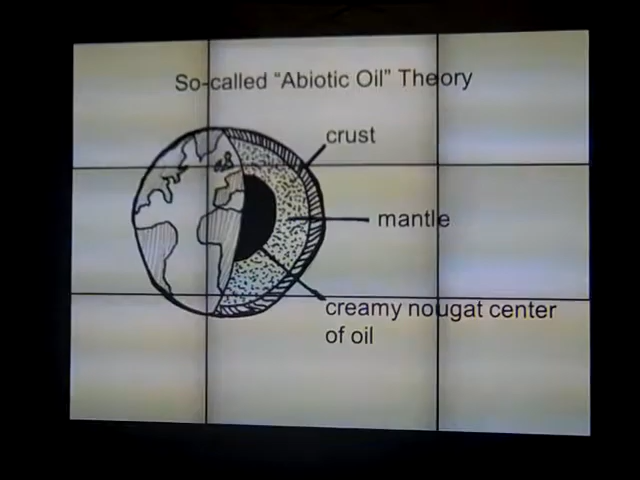 So-called “Abiotic Oil” Theory
crust
mantle
creamy nougat center
of oil